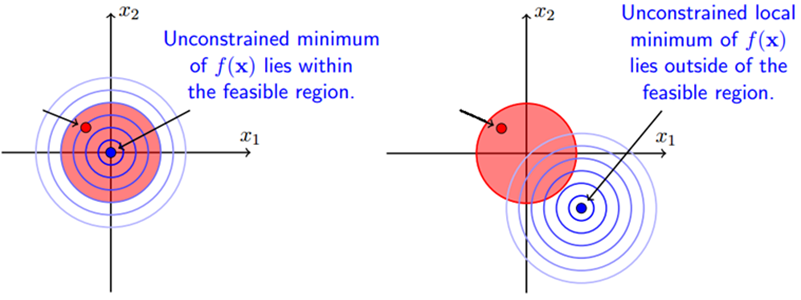 x₂
Unconstrained minimum
of f(x) lies within
the feasible region.
x₁
x₂
Unconstrained local
minimum of f(x)
lies outside of the
feasible region.
x₁